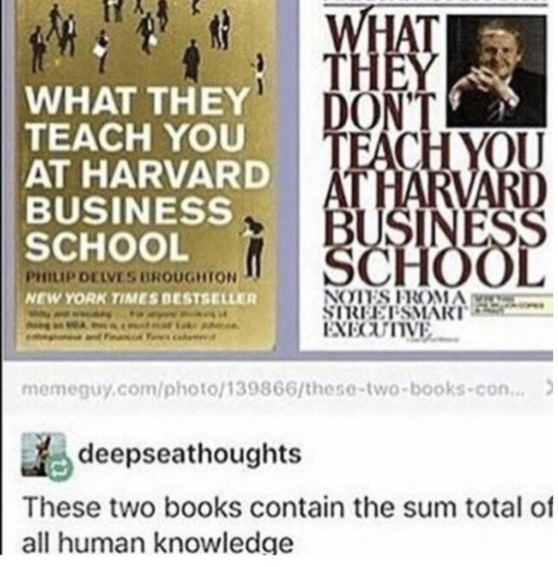 WHAT THEY
TEACH YOU
AT HARVARD
BUSINESS
SCHOOL
PHILIP DELVES BROUGHTON
NEW YORK TIMES BESTSELLER
WHAT
THEY
DON'T
TEACH YOU
AT HARVARD
BUSINESS
SCHOOL
NOTES FROM A
STREET-SMART
EXECUTIVE
memeguy.com/photo/139866/these-two-books-con...
deepseathoughts
These two books contain the sum total of
all human knowledge